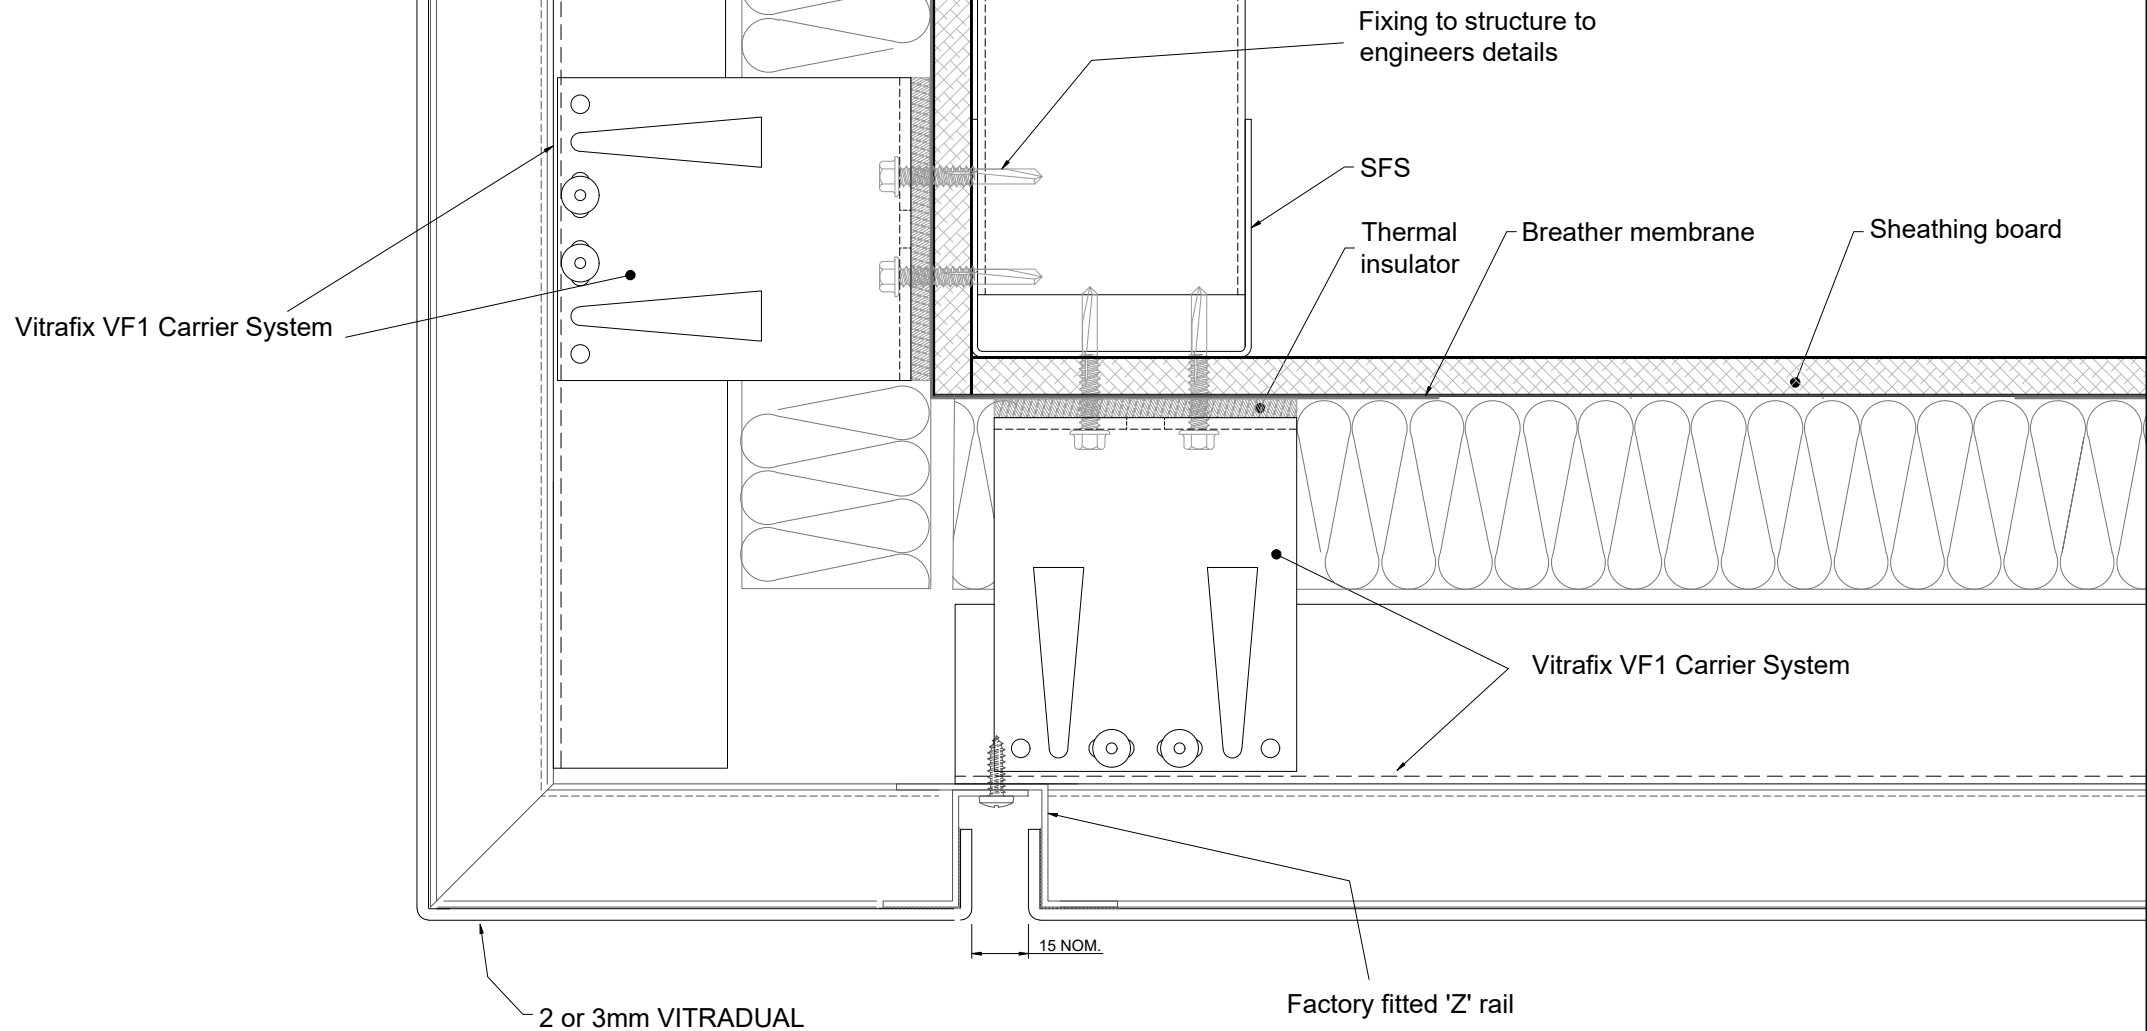 Fixing to structure to
engineers details
SFS
Thermal
insulator
Breather membrane
Sheathing board
Vitrafix VF1 Carrier System
Vitrafix VF1 Carrier System
15 NOM.
Factory fitted 'Z' rail
2 or 3mm VITRADUAL